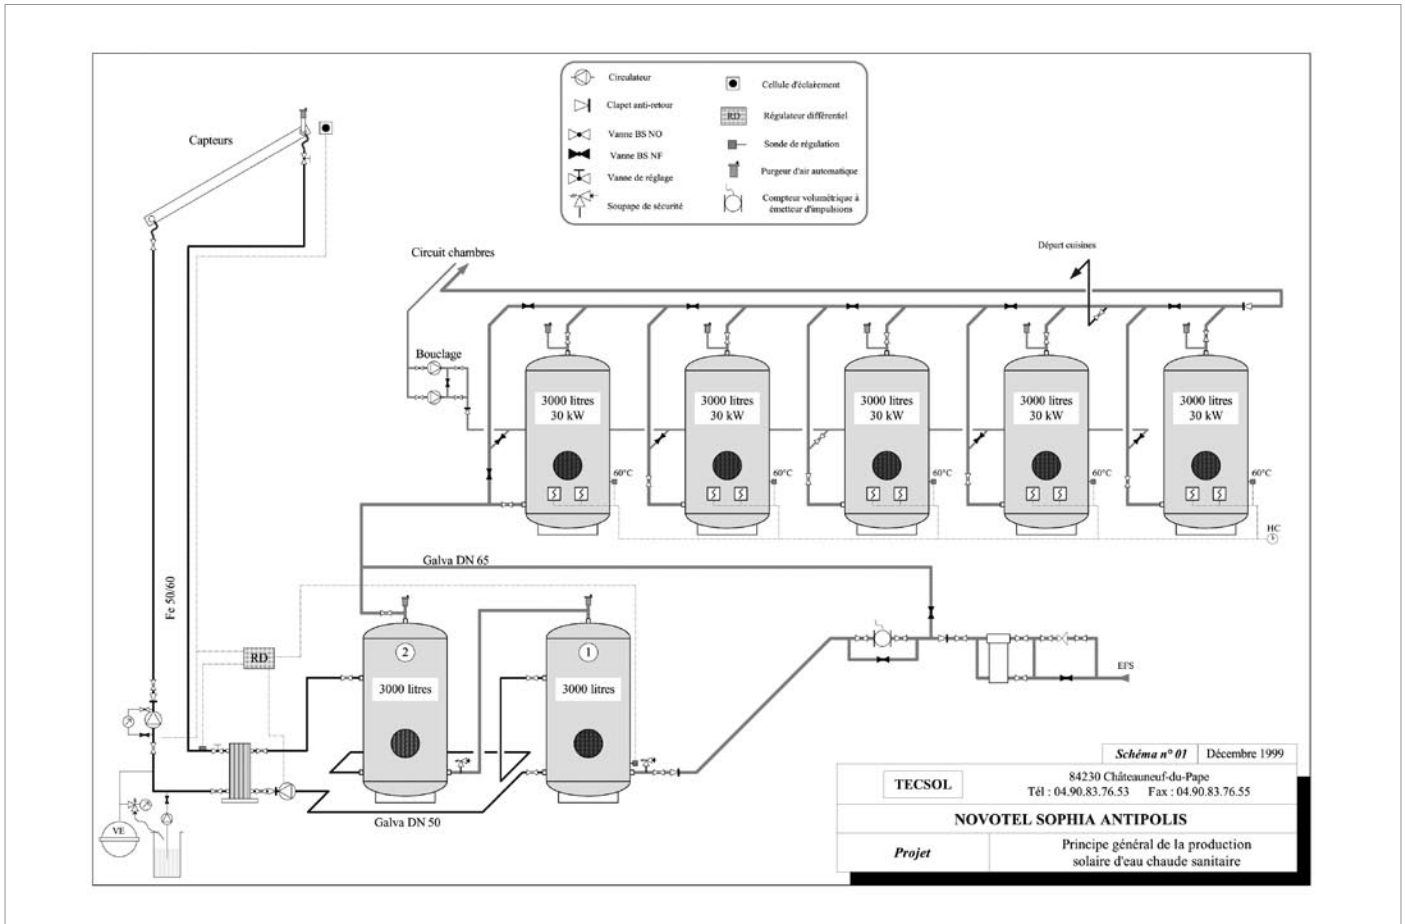 Circulateur
Clapet anti-retour
Vanne BS NO
Vanne BS NF
Vanne de réglage
Soupape de sécurité
Cellule d'éclairement
RD
Régulateur différentiel
Sonde de régulation
Purgeur d'air automatique
Compteur volumétrique à
émetteur d'impulsions
Capteurs
Circuit chambres
Départ cuisines
Bouclage
3000 litres
30 kW
3000 litres
30 kW
3000 litres
30 kW
3000 litres
30 kW
3000 litres
30 kW
60°C
60°C
60°C
60°C
60°C
HC
Galva DN 65
Fe 50/60
RD
2
3000 litres
1
3000 litres
EFS
Galva DN 50
VE
Schéma n° 01
Décembre 1999
TECSOL
84230 Châteauneuf-du-Pape
Tél : 04.90.83.76.53 Fax : 04.90.83.76.55
NOVOTEL SOPHIA ANTIPOLIS
Projet
Principe général de la production
solaire d'eau chaude sanitaire